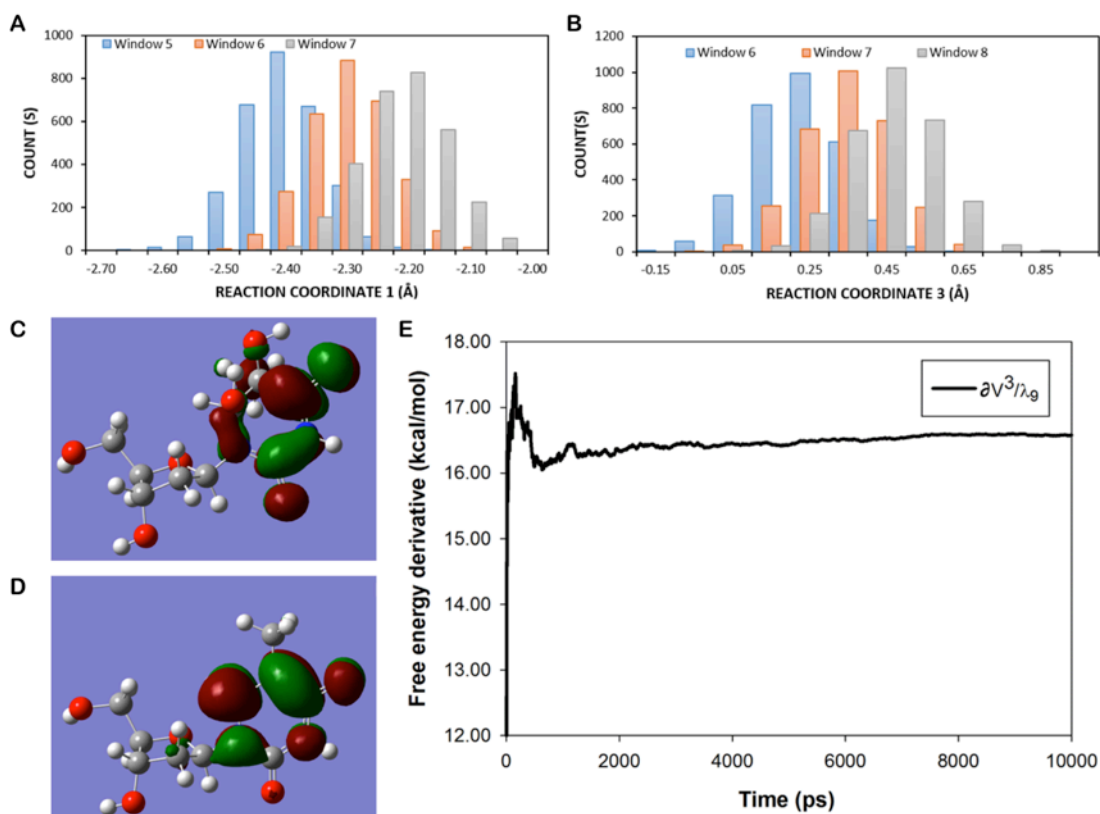 A
Window 5 Window 6 Window 7
COUNT (S)
1000
800
600
400
200
0
-2.70 -2.50 -2.40 -2.30 -2.20 -2.10 -2.00
REACTION COORDINATE 1 (Å)
B
Window 6 Window 7 Window 8
COUNT(S)
1200
1000
800
600
400
200
0
-0.15 0.05 0.25 0.45 0.65 0.85
REACTION COORDINATE 3 (Å)
C
D
E
Free energy derivative (kcal/mol)
18.00
17.00
16.00
15.00
14.00
13.00
12.00
∂V³/λ₉
0 2000 4000 6000 8000 10000
Time (ps)